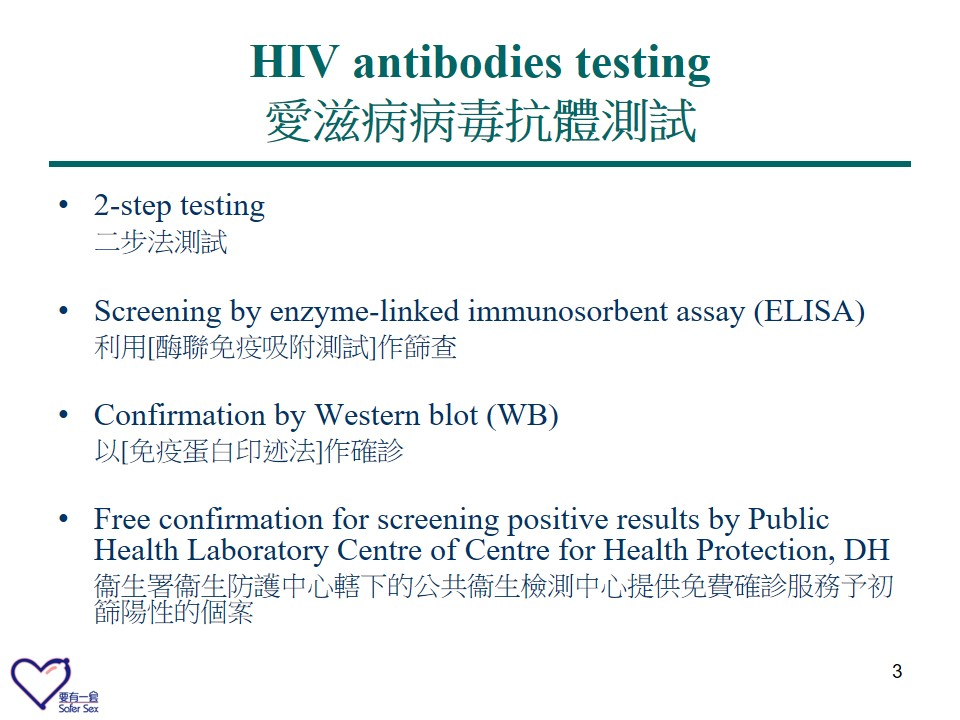 HIV antibodies testing
愛滋病病毒抗體測試
• 2-step testing
二步法測試
• Screening by enzyme-linked immunosorbent assay (ELISA)
利用[酶聯免疫吸附測試]作篩查
• Confirmation by Western blot (WB)
以[免疫蛋白印迹法]作確診
• Free confirmation for screening positive results by Public
Health Laboratory Centre of Centre for Health Protection, DH
衞生署衞生防護中心轄下的公共衞生檢測中心提供免費確診服務予初
篩陽性的個案
要有一套
Safer Sex
3